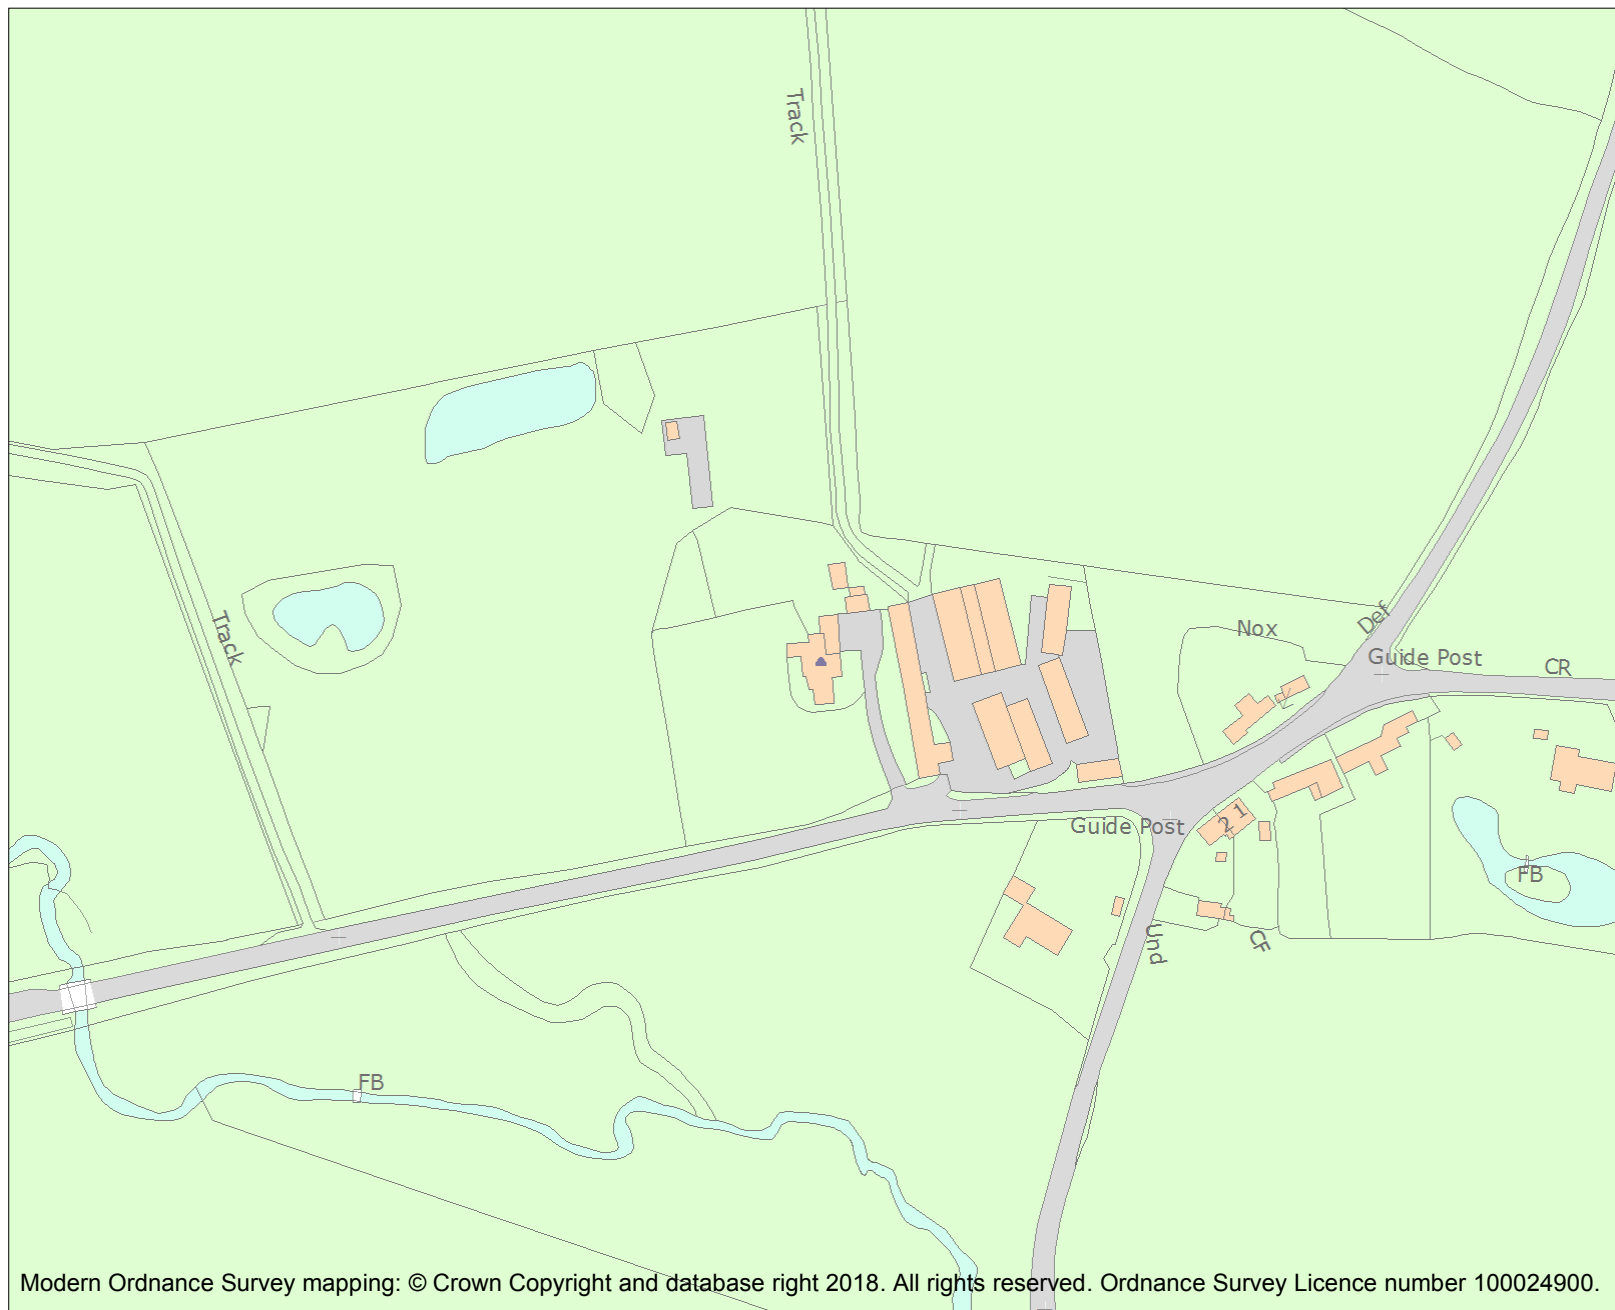 Track
Track
Nox
Def
Guide Post
CR
Guide Post
2 1
FB
Und
CF
FB
Modern Ordnance Survey mapping: © Crown Copyright and database right 2018. All rights reserved. Ordnance Survey Licence number 100024900.